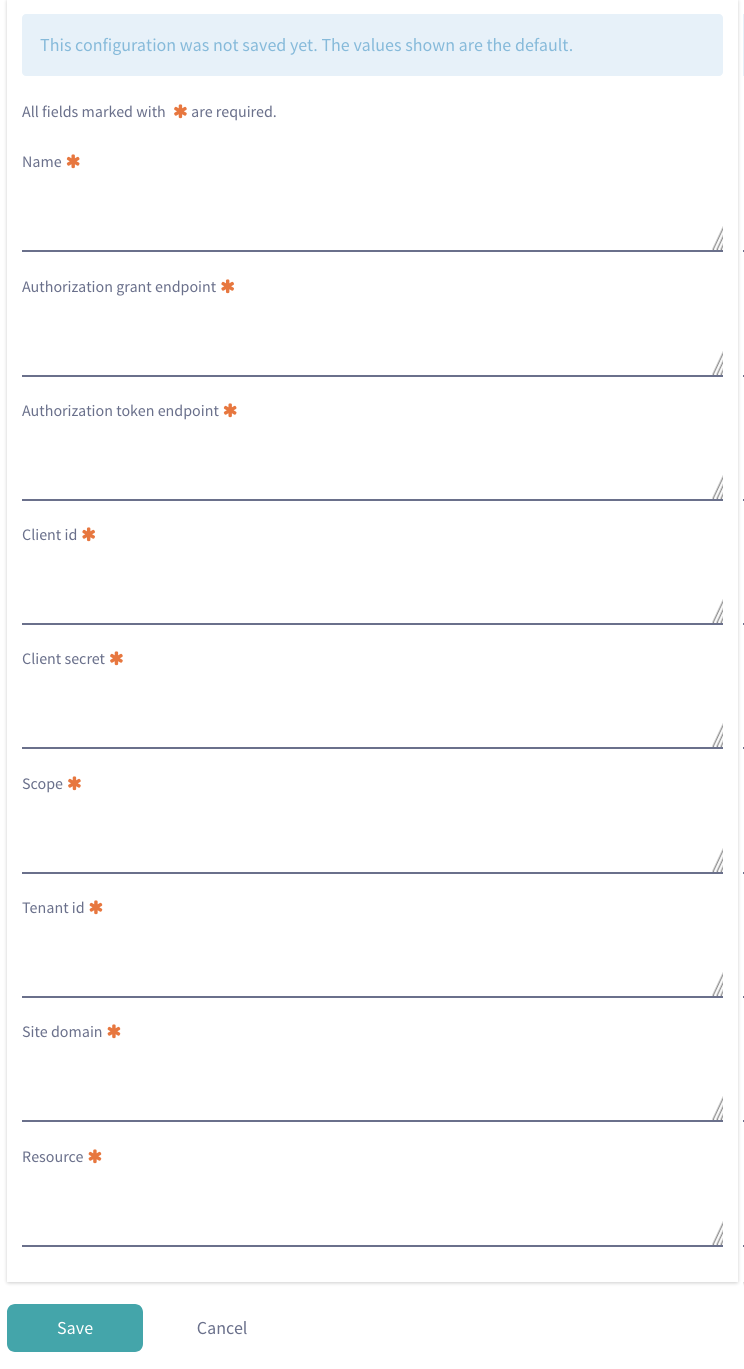 This configuration was not saved yet. The values shown are the default.
All fields marked with ✱ are required.
Name ✱
Authorization grant endpoint ✱
Authorization token endpoint ✱
Client id ✱
Client secret ✱
Scope ✱
Tenant id ✱
Site domain ✱
Resource ✱
Save Cancel